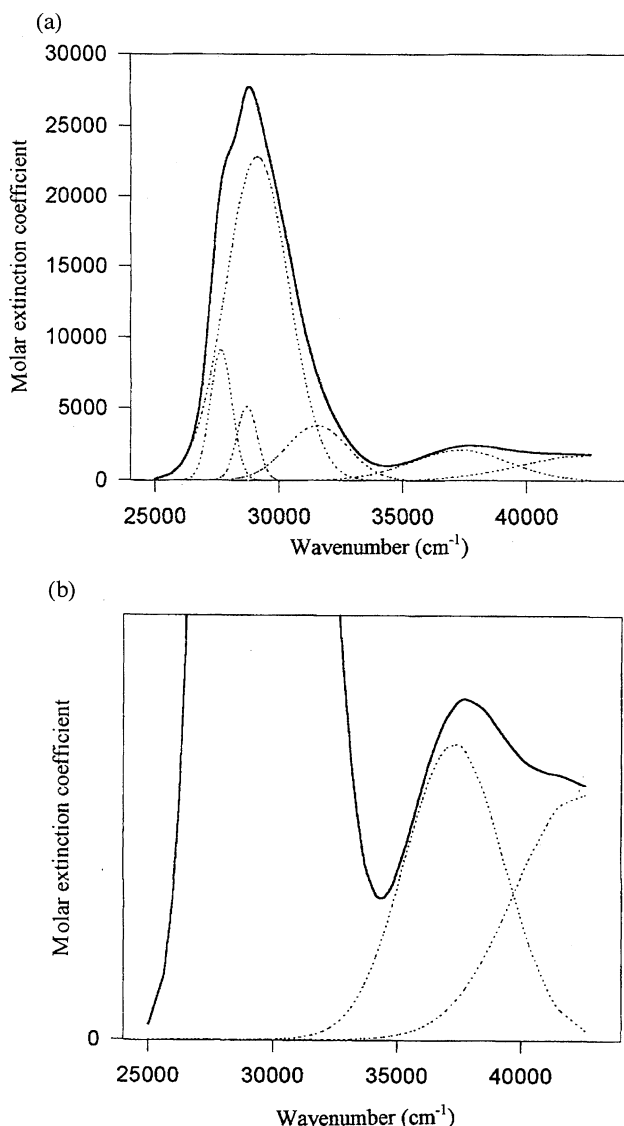 (a)
30000
25000
20000
15000
10000
5000
0
Molar extinction coefficient
25000 30000 35000 40000
Wavenumber (cm⁻¹)
(b)
Molar extinction coefficient
0
25000 30000 35000 40000
Wavenumber (cm⁻¹)